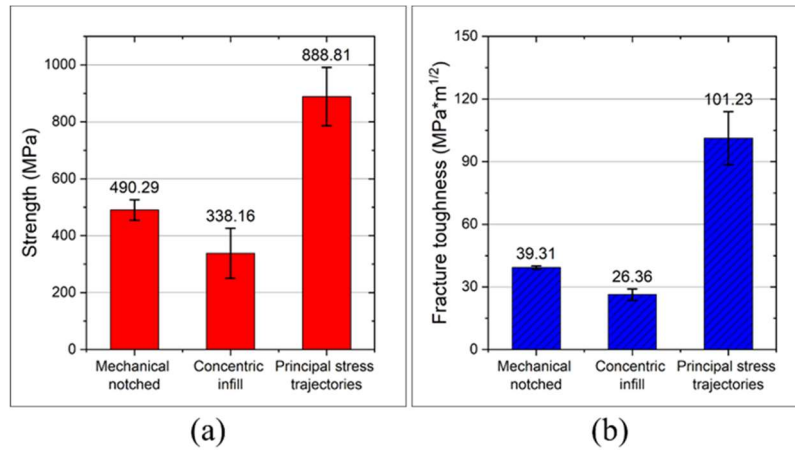 Strength (MPa)
1000
800
600
400
200
0
490.29
338.16
888.81
Mechanical
notched
Concentric
infill
Principal stress
trajectories
(a)
Fracture toughness (MPa*m^1/2)
150
120
90
60
30
0
39.31
26.36
101.23
Mechanical
notched
Concentric
infill
Principal stress
trajectories
(b)